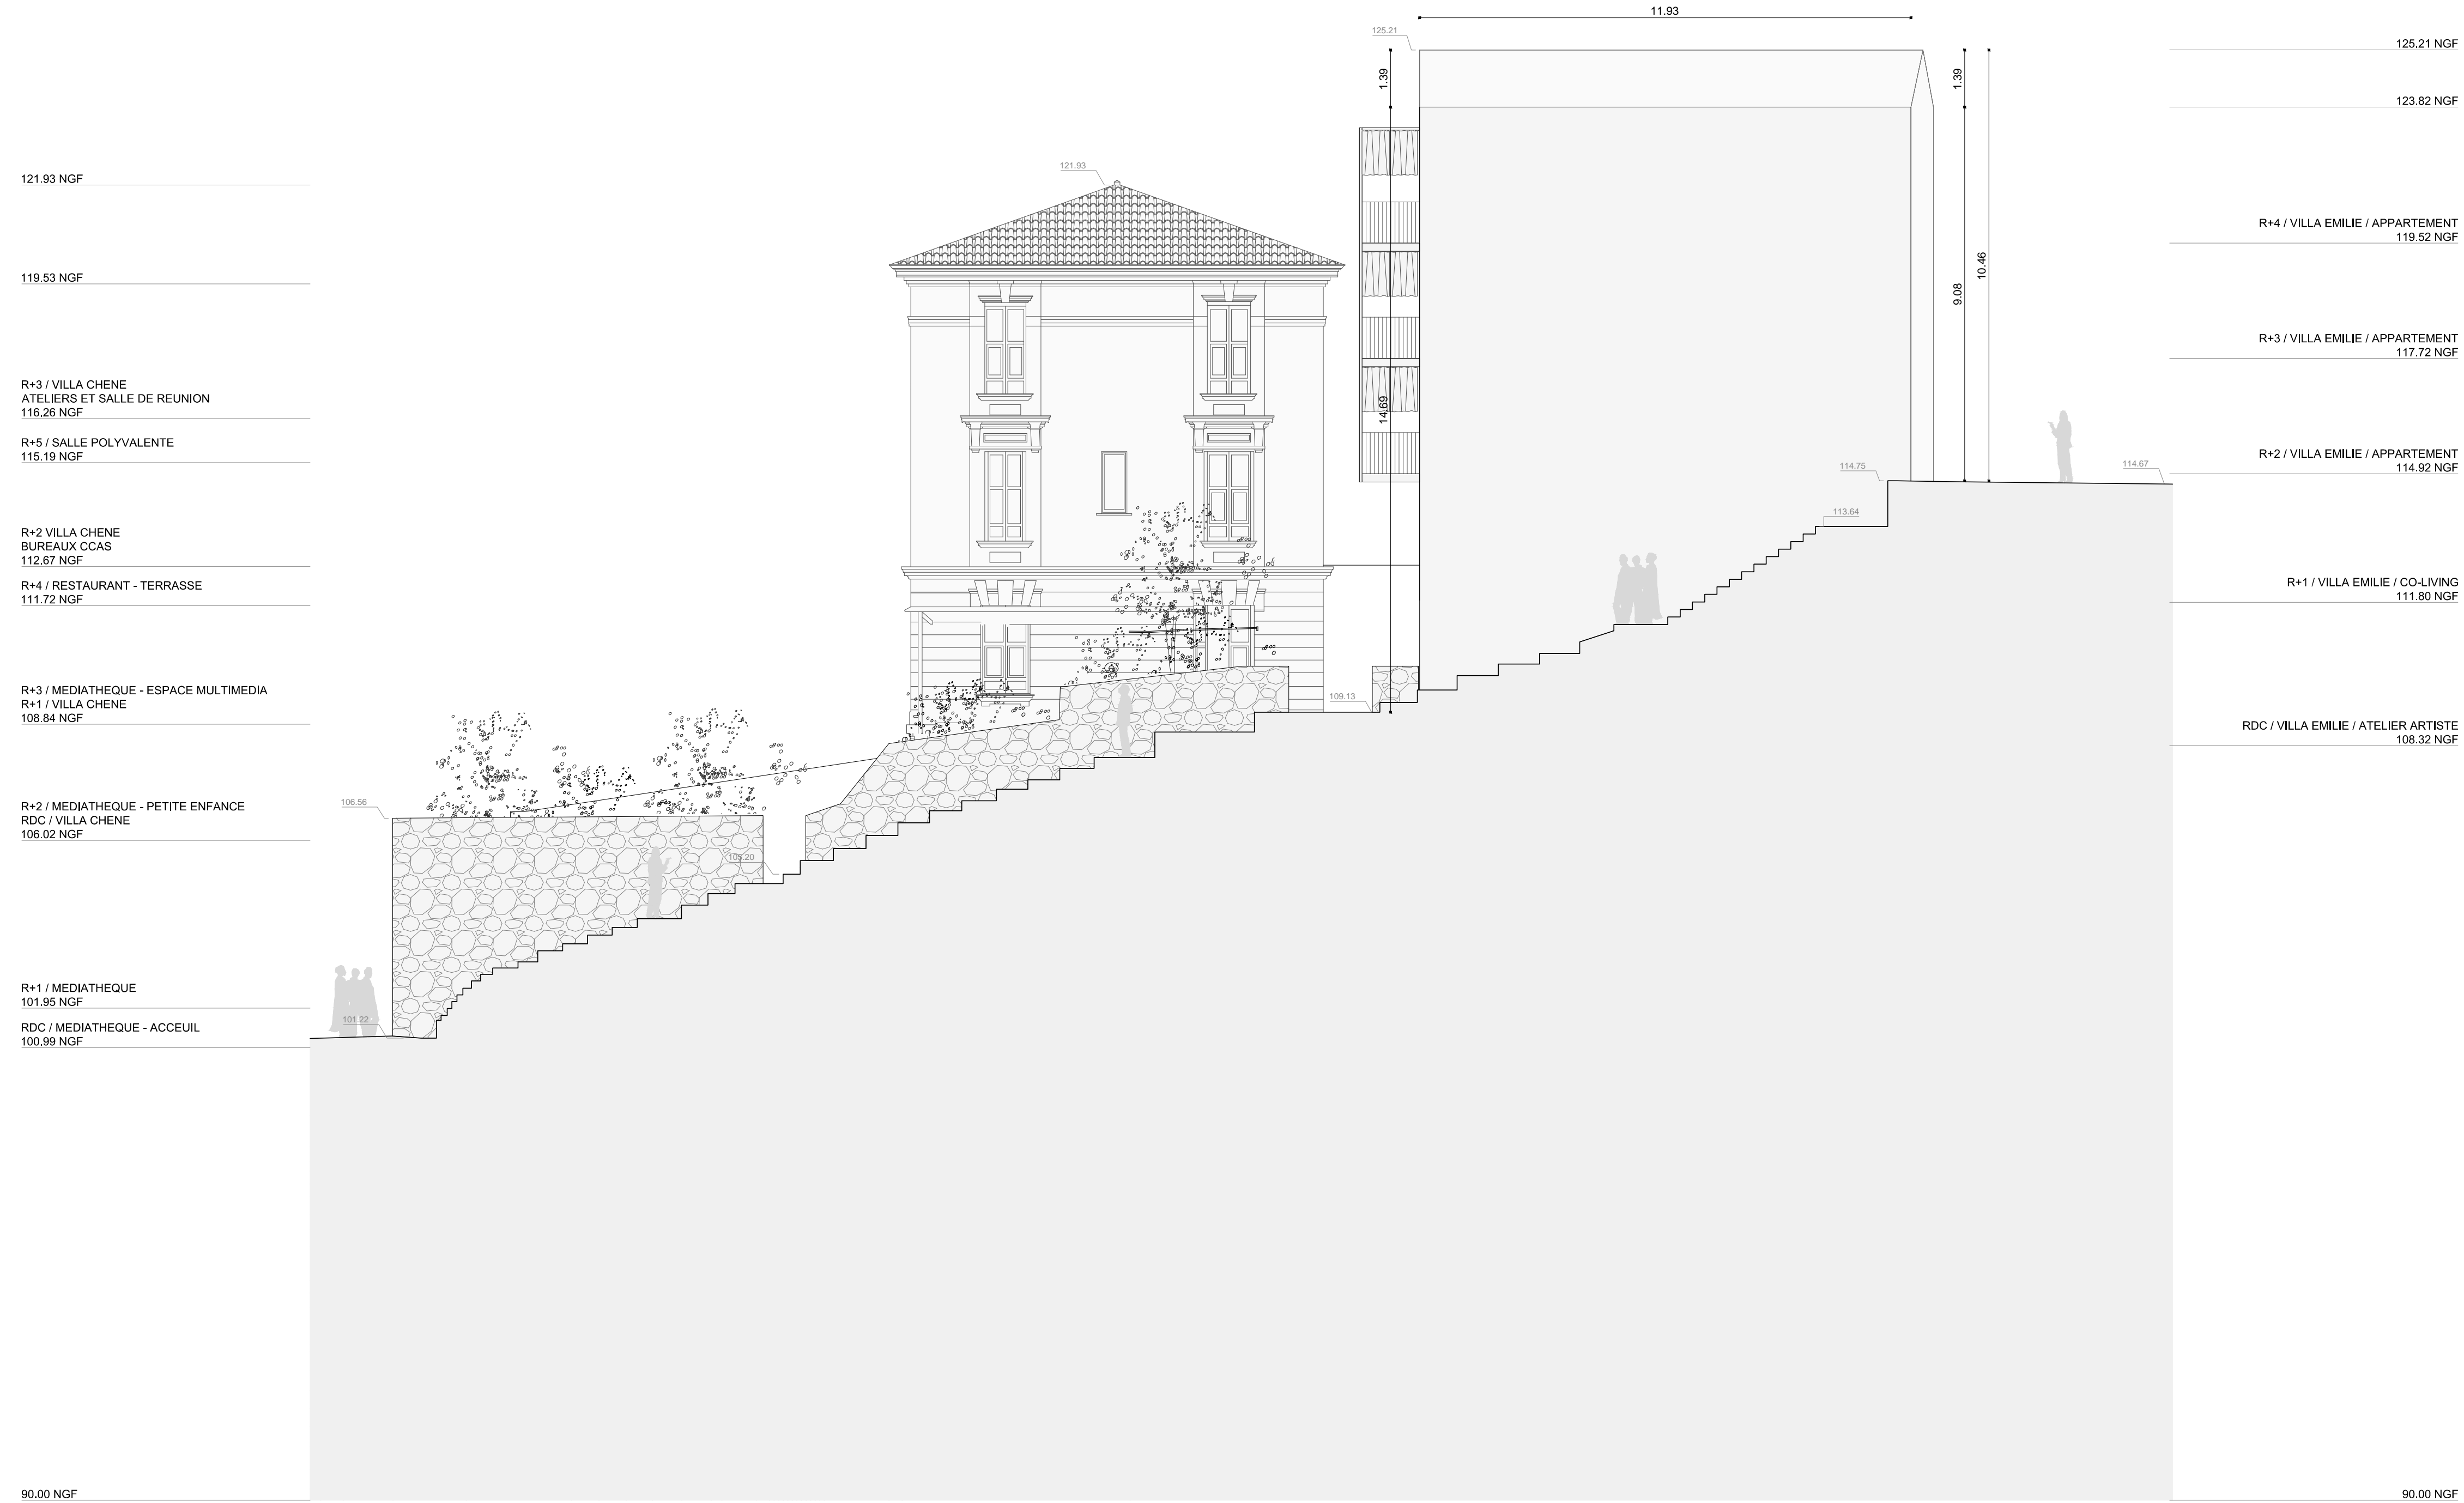 11.93
125.21
125.21 NGF
1.39
1.39
123.82 NGF
121.93
121.93 NGF
R+4 / VILLA EMILIE / APPARTEMENT
119.52 NGF
10.46
119.53 NGF
9.08
R+3 / VILLA EMILIE / APPARTEMENT
117.72 NGF
R+3 / VILLA CHENE
ATELIERS ET SALLE DE REUNION
116.26 NGF
14.69
R+5 / SALLE POLYVALENTE
115.19 NGF
R+2 / VILLA EMILIE / APPARTEMENT
114.92 NGF
114.75
114.67
113.64
R+2 VILLA CHENE
BUREAUX CCAS
112.67 NGF
R+4 / RESTAURANT - TERRASSE
111.72 NGF
R+1 / VILLA EMILIE / CO-LIVING
111.80 NGF
R+3 / MEDIATHEQUE - ESPACE MULTIMEDIA
R+1 / VILLA CHENE
108.84 NGF
109.13
RDC / VILLA EMILIE / ATELIER ARTISTE
108.32 NGF
R+2 / MEDIATHEQUE - PETITE ENFANCE
RDC / VILLA CHENE
106.02 NGF
106.56
105.20
R+1 / MEDIATHEQUE
101.95 NGF
101.22
RDC / MEDIATHEQUE - ACCEUIL
100.99 NGF
90.00 NGF
90.00 NGF